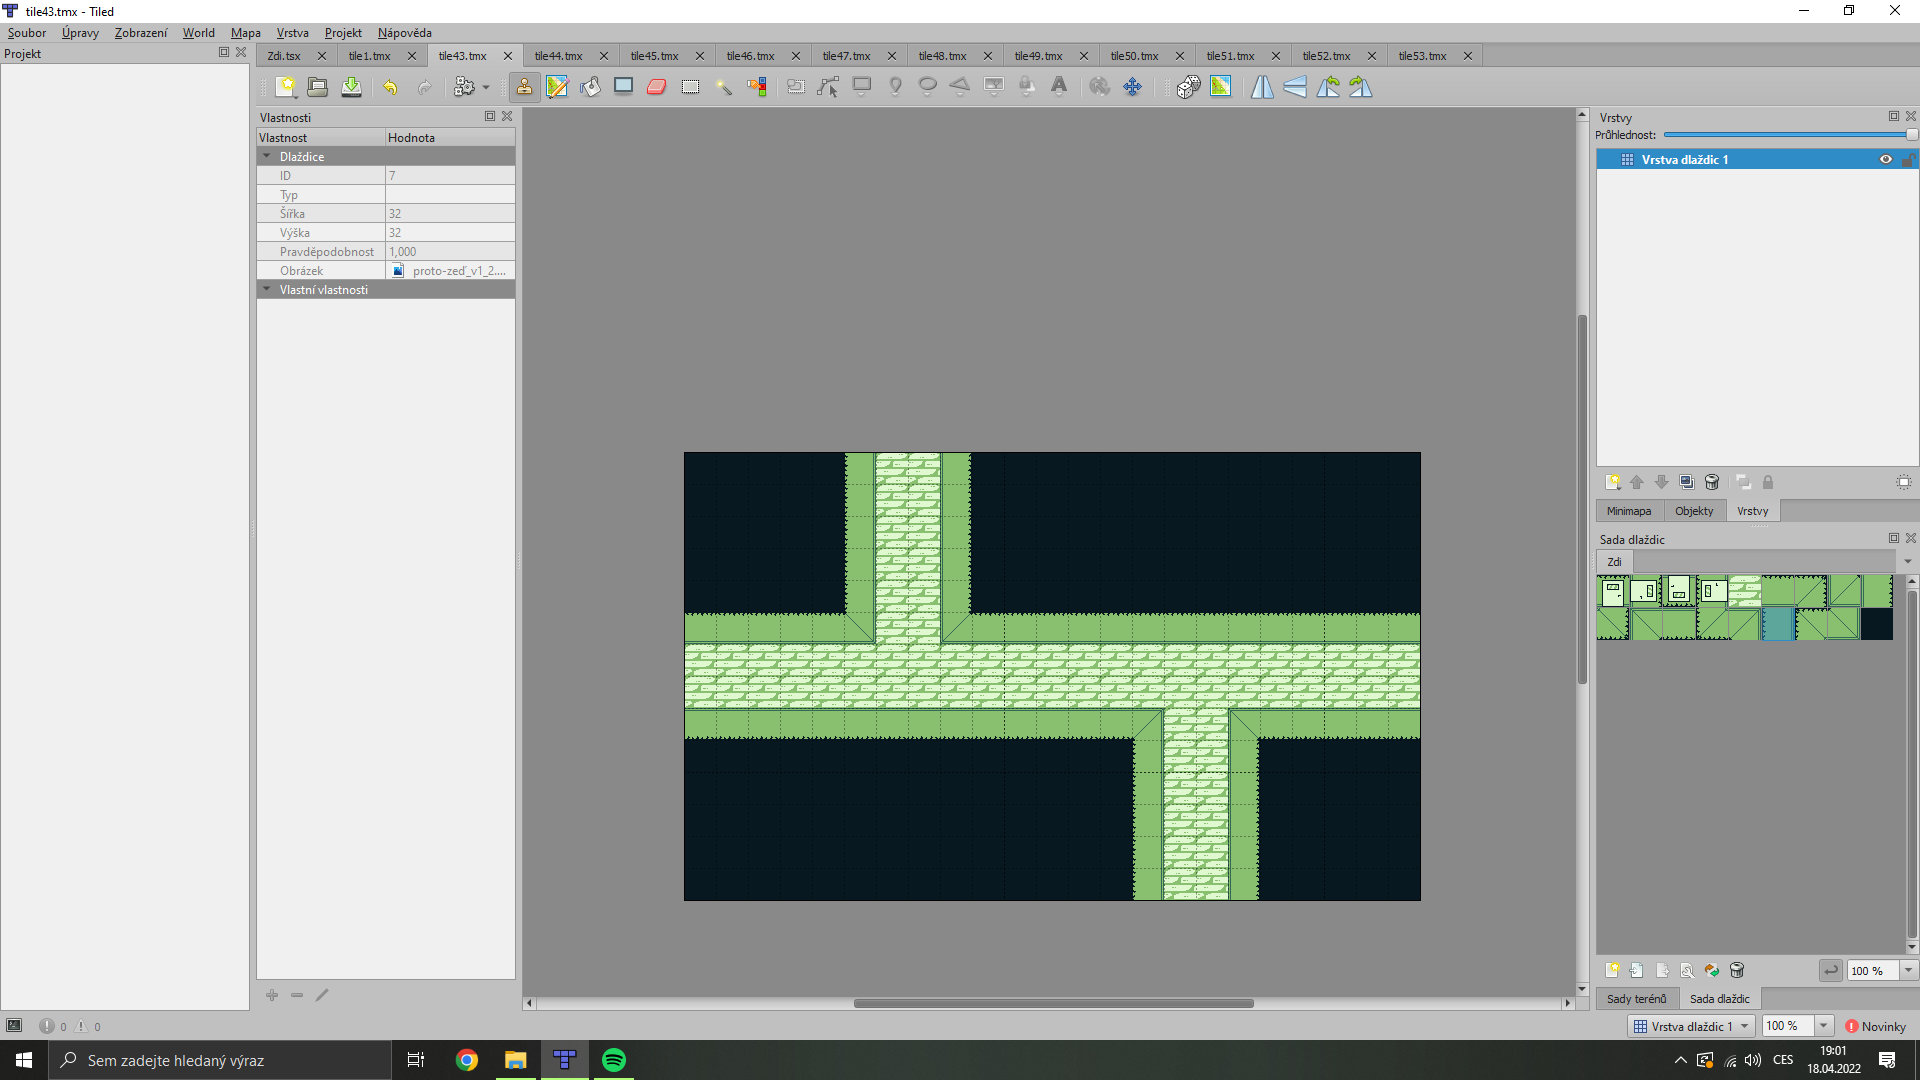 tile43.tmx - Tiled
Soubor Úpravy Zobrazení World Mapa Vrstva Projekt Nápověda
Projekt
Zdi.tsx tile1.tmx tile43.tmx tile44.tmx tile45.tmx tile46.tmx tile47.tmx tile48.tmx tile49.tmx tile50.tmx tile51.tmx tile52.tmx tile53.tmx
Vlastnosti
Vlastnost Hodnota
Dlaždice
ID 7
Typ
Šířka 32
Výška 32
Pravděpodobnost 1,000
Obrázek proto-zeď_v1_2....
Vlastní vlastnosti
Vrstvy
Průhlednost:
Vrstva dlaždic 1
Minimapa Objekty Vrstvy
Sada dlaždic
Zdi
100 %
Sady terénů Sada dlaždic
0 0
Vrstva dlaždic 1 100 % Novinky
Sem zadejte hledaný výraz
CES
19:01
18.04.2022